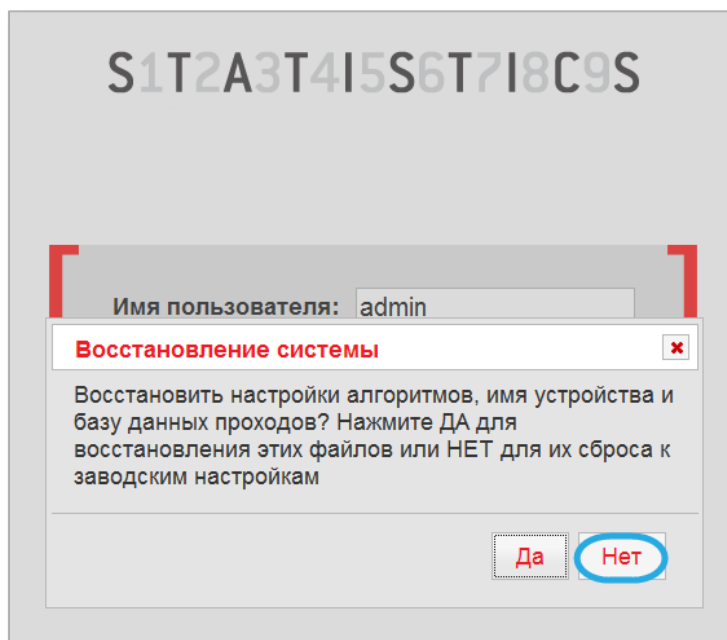 S1T2A3T4I5S6T7I8C9S
Имя пользователя: admin
Восстановление системы
Восстановить настройки алгоритмов, имя устройства и
базу данных проходов? Нажмите ДА для
восстановления этих файлов или НЕТ для их сброса к
заводским настройкам
Да Нет